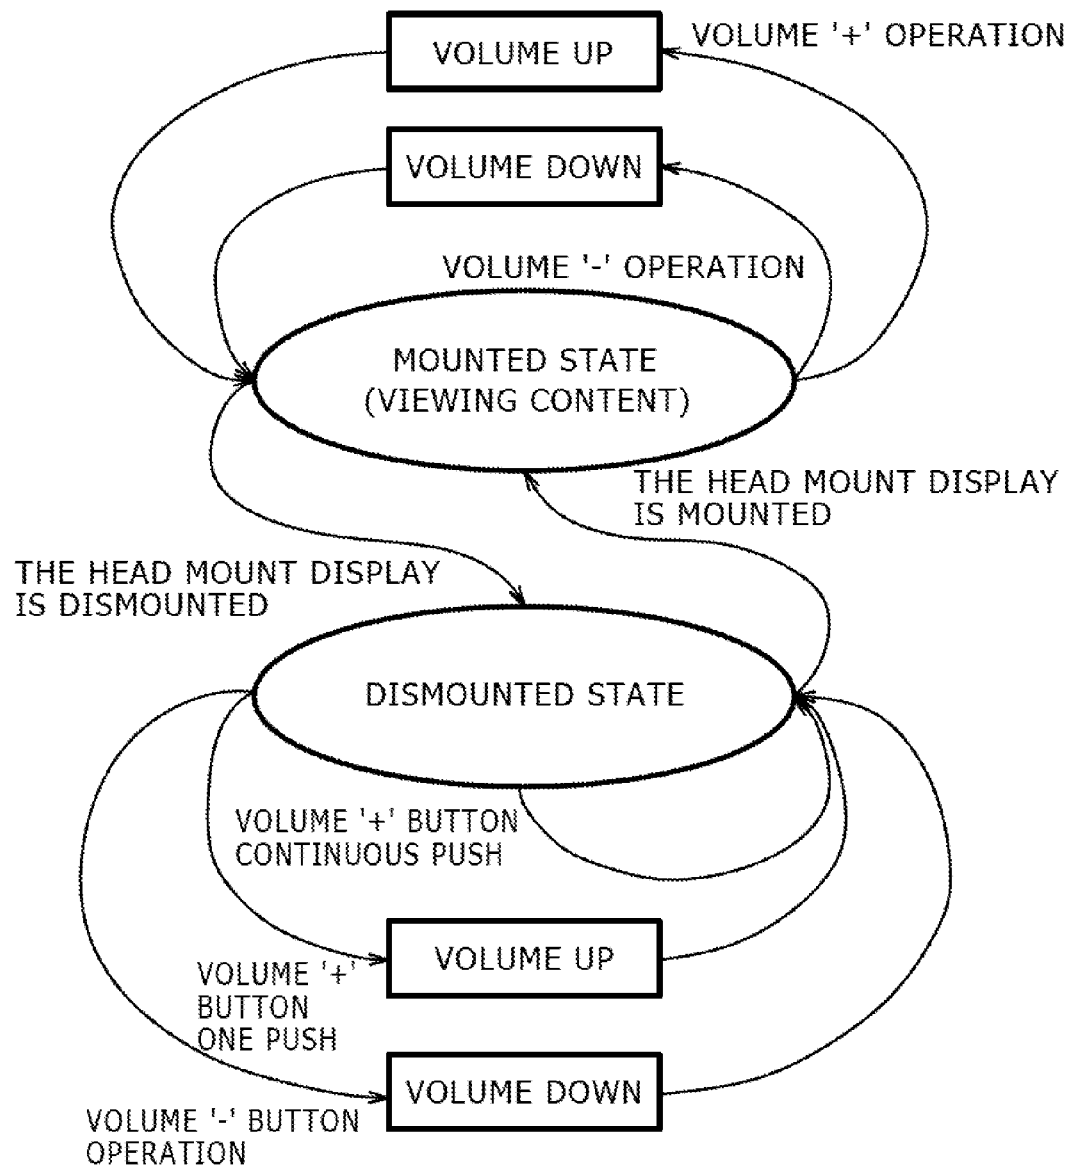 VOLUME UP
VOLUME '+' OPERATION
VOLUME DOWN
VOLUME '-' OPERATION
MOUNTED STATE
(VIEWING CONTENT)
THE HEAD MOUNT DISPLAY
IS MOUNTED
THE HEAD MOUNT DISPLAY
IS DISMOUNTED
DISMOUNTED STATE
VOLUME '+' BUTTON
CONTINUOUS PUSH
VOLUME UP
VOLUME '+'
BUTTON
ONE PUSH
VOLUME DOWN
VOLUME '-' BUTTON
OPERATION